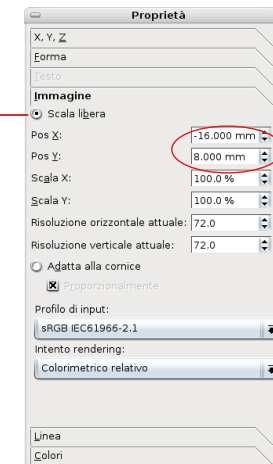 Proprietà
X, Y, Z
Forma
Testo
Immagine
Scala libera
Pos X: -16.000 mm
Pos Y: 8.000 mm
Scala X: 100.0 %
Scala Y: 100.0 %
Risoluzione orizzontale attuale: 72.0
Risoluzione verticale attuale: 72.0
Adatta alla cornice
Proporzionalmente
Profilo di input:
sRGB IEC61966-2.1
Intento rendering:
Colorimetrico relativo
Linea
Colori